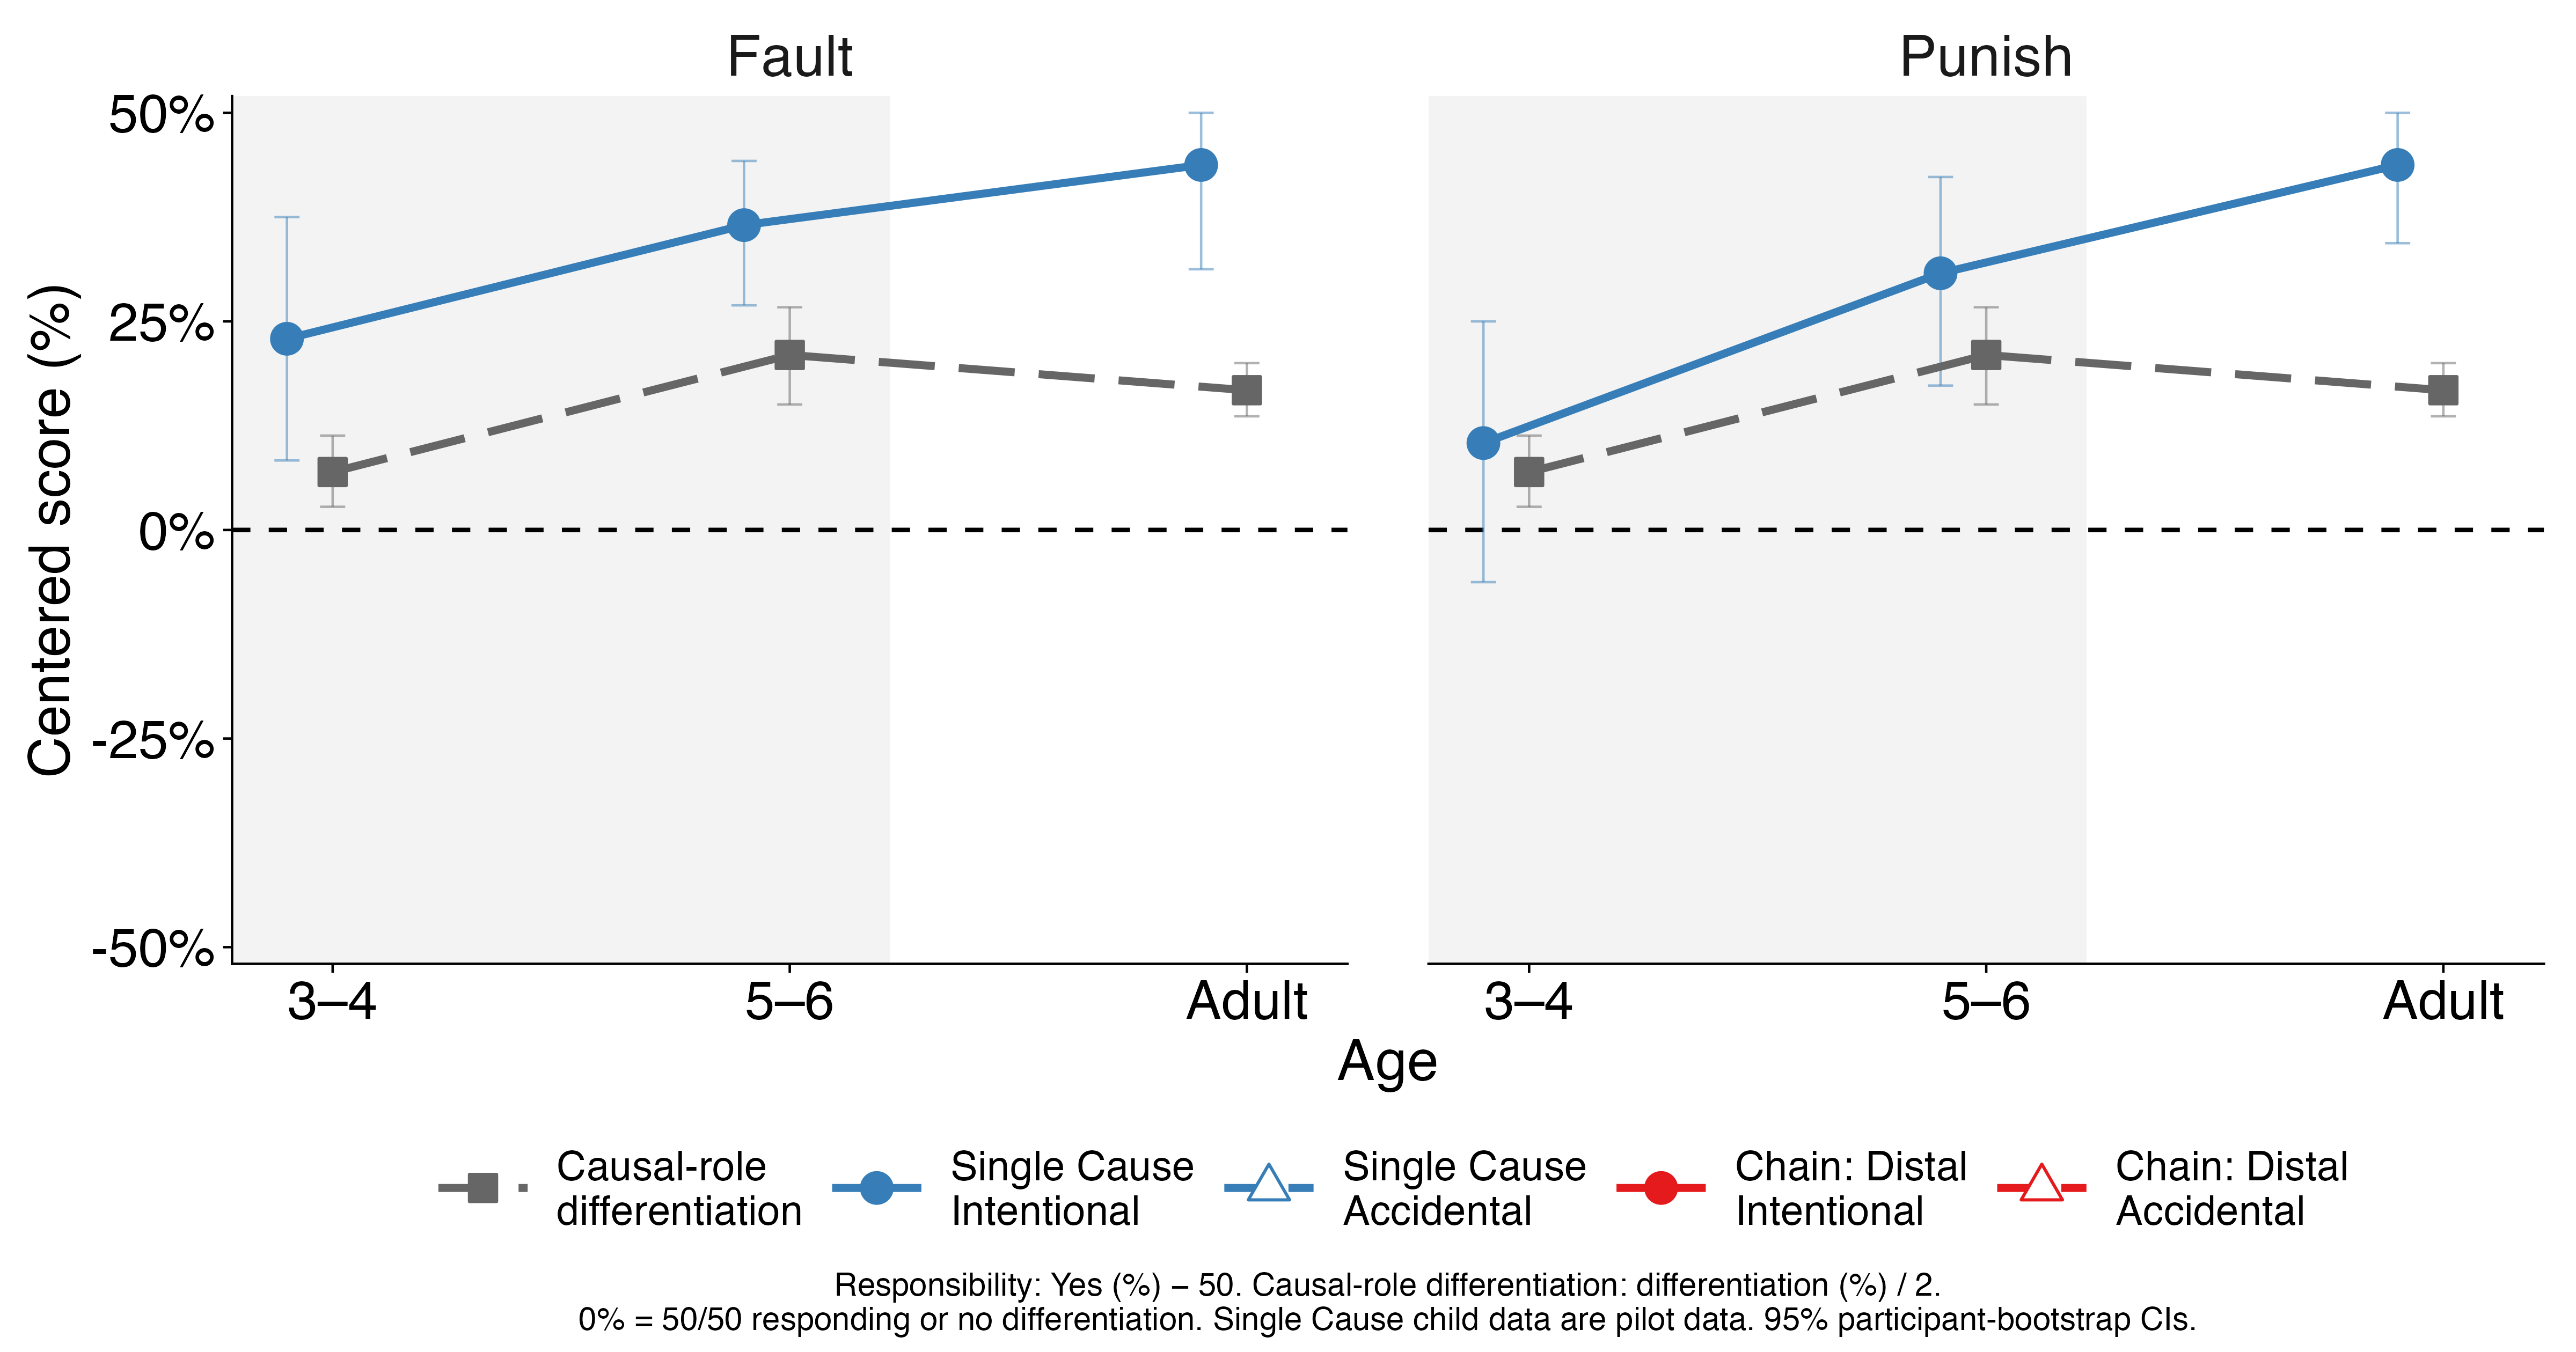 Fault
Punish
Centered score (%)
50%
25%
0%
-25%
-50%
3–4
5–6
Adult
3–4
5–6
Adult
Age
Causal-role
differentiation
Single Cause
Intentional
Single Cause
Accidental
Chain: Distal
Intentional
Chain: Distal
Accidental
Responsibility: Yes (%) – 50. Causal-role differentiation: differentiation (%) / 2.
0% = 50/50 responding or no differentiation. Single Cause child data are pilot data. 95% participant-bootstrap CIs.